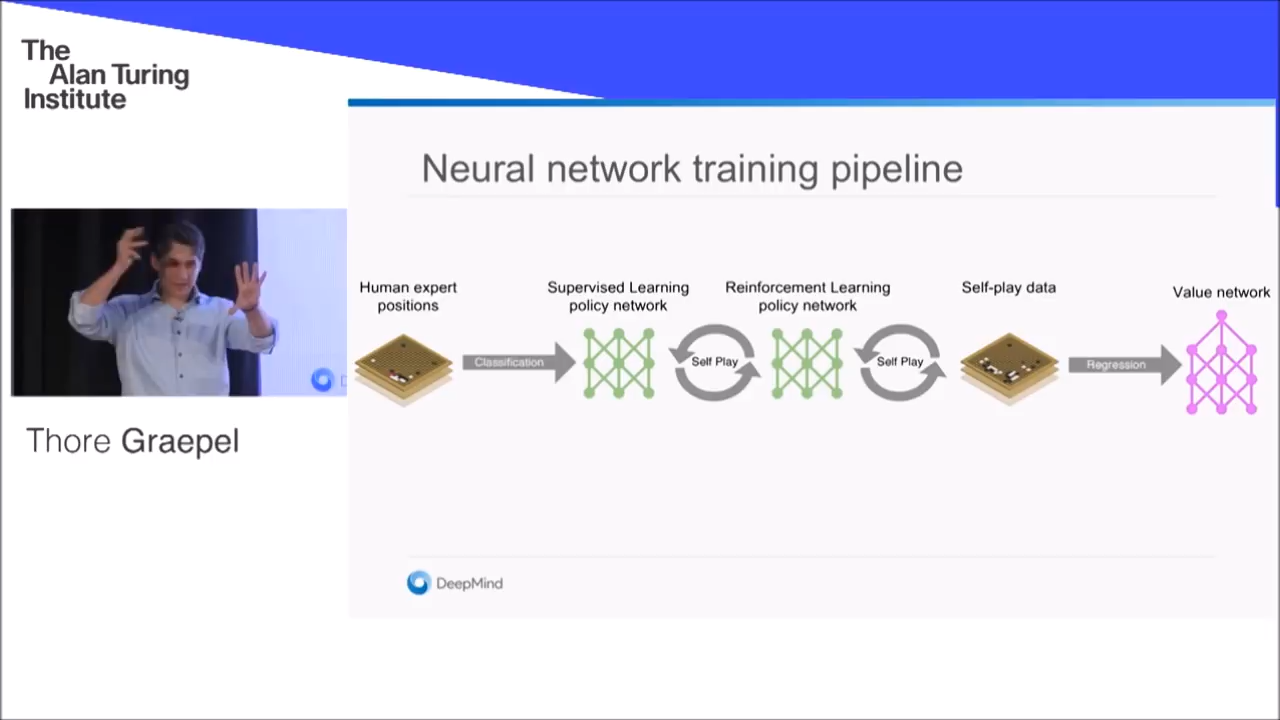 The
Alan Turing
Institute
Neural network training pipeline
Human expert
positions
Supervised Learning
policy network
Reinforcement Learning
policy network
Self-play data
Value network
Classification
Self Play
Self Play
Regression
Thore Graepel
DeepMind